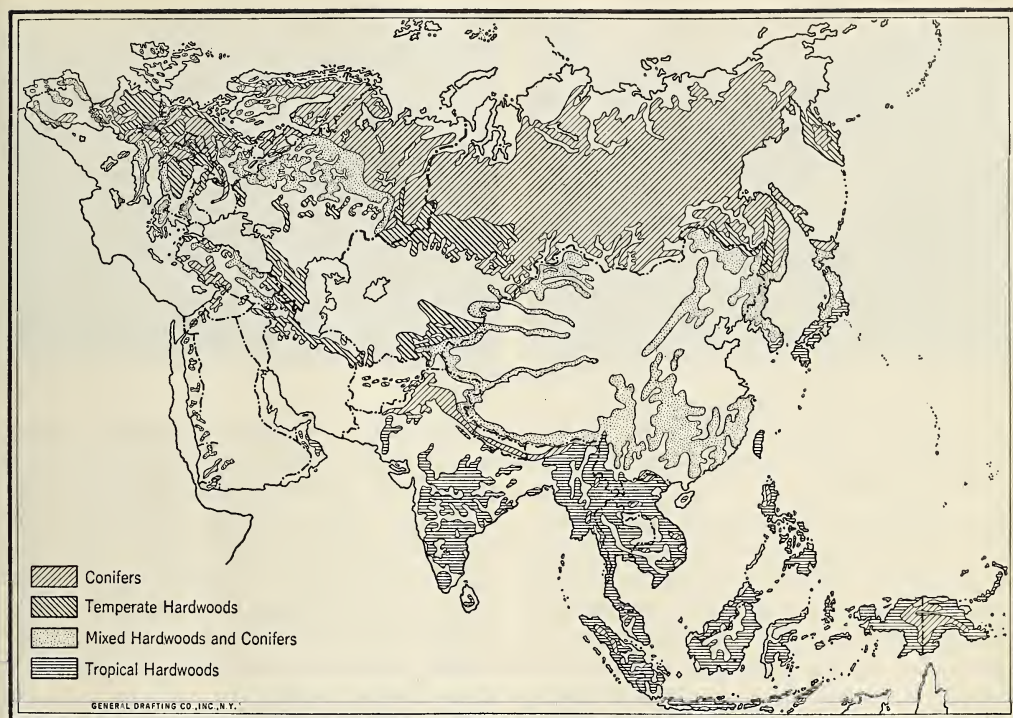 Conifers
Temperate Hardwoods
Mixed Hardwoods and Conifers
Tropical Hardwoods
GENERAL DRAFTING CO., INC., N.Y.